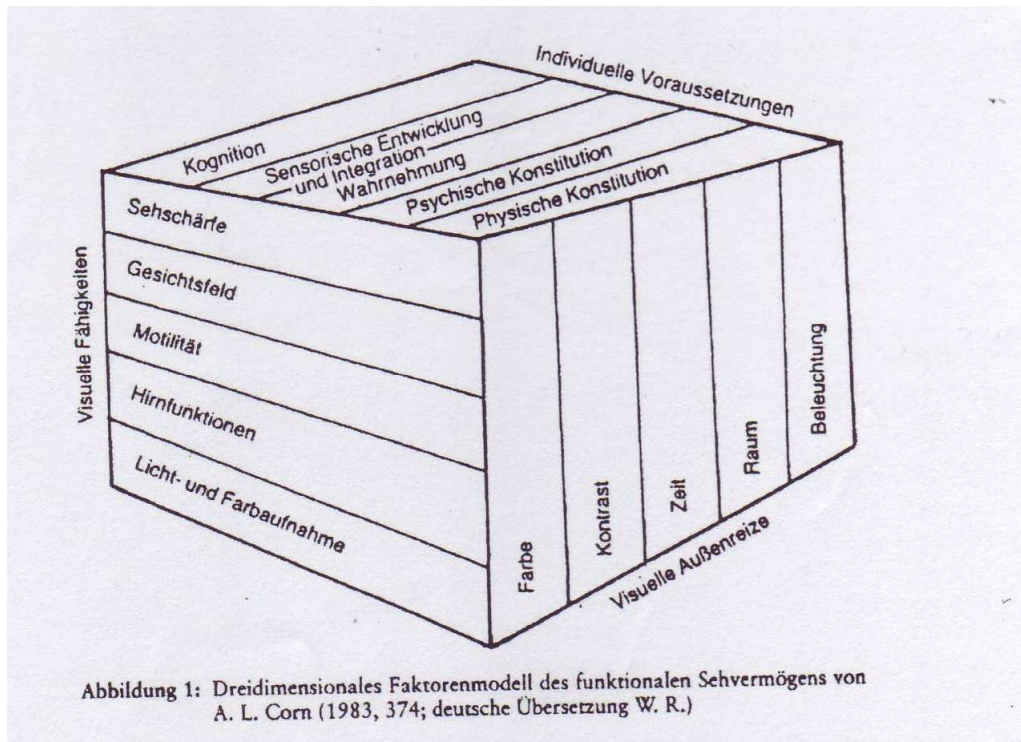 Individuelle Voraussetzungen
Kognition
Sensorische Entwicklung
und Integration
Wahrnehmung
Psychische Konstitution
Physische Konstitution
Visuelle Fähigkeiten
Sehschärfe
Gesichtsfeld
Motilität
Hirnfunktionen
Licht- und Farbaufnahme
Farbe
Kontrast
Zeit
Raum
Beleuchtung
Visuelle Außenreize
Abbildung 1: Dreidimensionales Faktorenmodell des funktionalen Sehvermögens von
A. L. Corn (1983, 374; deutsche Übersetzung W. R.)